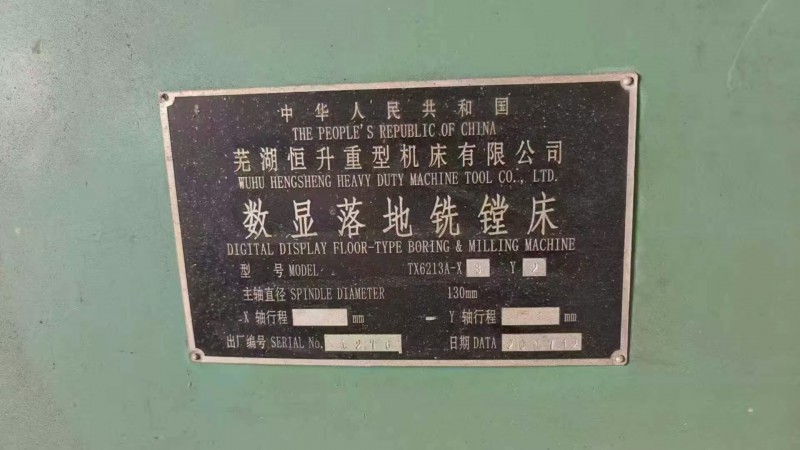 中华人民共和国
THE PEOPLE'S REPUBLIC OF CHINA
芜湖恒升重型机床有限公司
WUHU HENGSHENG HEAVY DUTY MACHINE TOOL CO., LTD.
数显落地铣镗床
DIGITAL DISPLAY FLOOR-TYPE BORING & MILLING MACHINE
型 号 MODEL TX6213A-X 8 Y 2
主轴直径 SPINDLE DIAMETER 130mm
X 轴行程 mm Y 轴行程 mm
出厂编号 SERIAL No. 日期 DATA